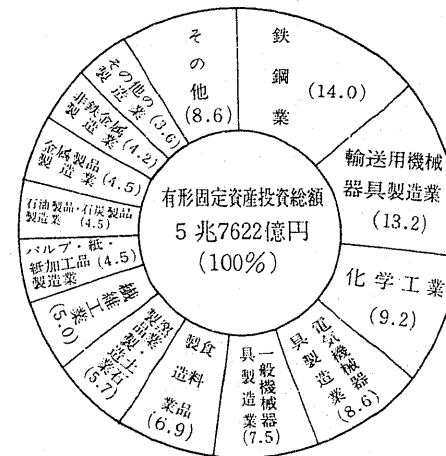 鉄鋼業
(14.0)
輸送用機械
器具製造業
(13.2)
化学工業
(9.2)
電気機械器
具製造業
(8.6)
一般機械器
具製造業
(7.5)
食料品
製造業
(6.9)
窯業・土石
製品製造業
(5.7)
繊維工業
(5.0)
パルプ・紙・
紙加工品(4.5)
製造業
石油製品・石炭製品
製造業
(4.5)
金属製品
製造業
(4.5)
非鉄金属
製造業
(4.2)
その他の
製造業
(3.6)
その他
(8.6)
有形固定資産投資総額
5兆7622億円
(100%)